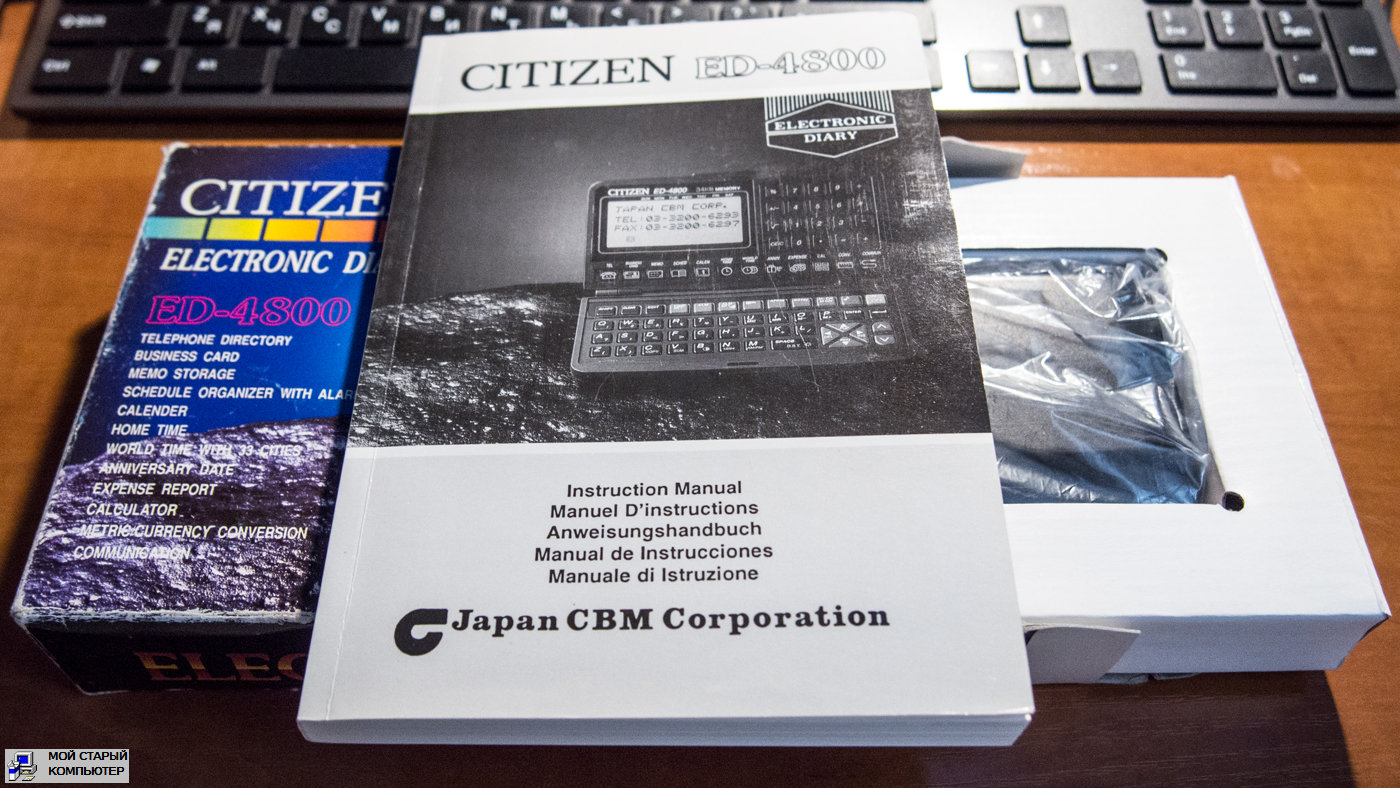 CITIZEN ED-4800
ELECTRONIC
DIARY
CITIZEN ED-4800 34KB MEMORY
TEL:03-3200-6293
FAX:03-3200-6297
Instruction Manual
Manuel D'instructions
Anweisungshandbuch
Manual de Instrucciones
Manuale di Istruzione
Japan CBM Corporation
CITIZE
ELECTRONIC DI
ED-4800
TELEPHONE DIRECTORY
BUSINESS CARD
MEMO STORAGE
SCHEDULE ORGANIZER WITH ALAR
CALENDER
HOME TIME
WORLD TIME WITH 33 CITIES
ANNIVERSARY DATE
EXPENSE REPORT
CALCULATOR
METRIC/CURRENCY CONVERSION
COMMUNICATION
ELEC
МОЙ СТАРЫЙ
КОМПЬЮТЕР